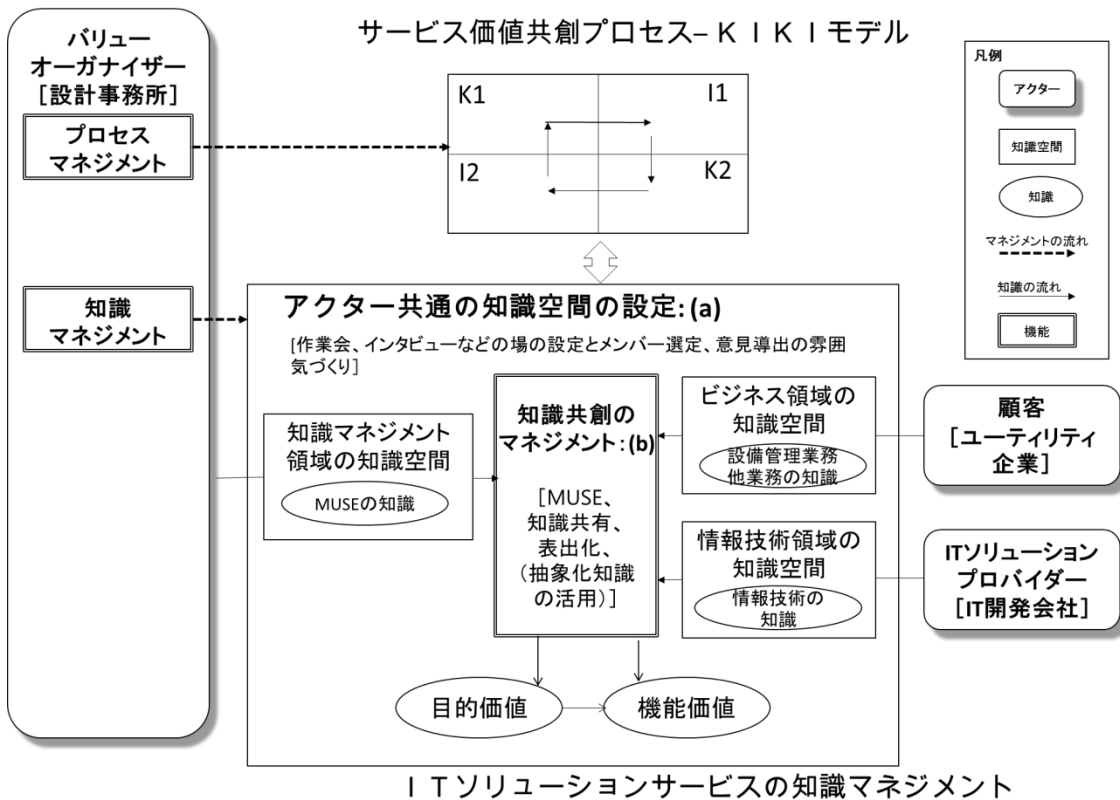 サービス価値共創プロセス–ＫＩＫＩモデル
バリュー
オーガナイザー
[設計事務所]
プロセス
マネジメント
知識
マネジメント
K1
I1
I2
K2
凡例
アクター
知識空間
知識
マネジメントの流れ
知識の流れ
機能
アクター共通の知識空間の設定:(a)
[作業会、インタビューなどの場の設定とメンバー選定、意見導出の雰囲
気づくり]
知識マネジメント
領域の知識空間
MUSEの知識
知識共創の
マネジメント:(b)
[MUSE、
知識共有、
表出化、
（抽象化知識
の活用）]
ビジネス領域の
知識空間
設備管理業務
他業務の知識
情報技術領域の
知識空間
情報技術の
知識
顧客
[ユーティリティ
企業]
ITソリューション
プロバイダー
[IT開発会社]
目的価値
機能価値
ＩＴソリューションサービスの知識マネジメント